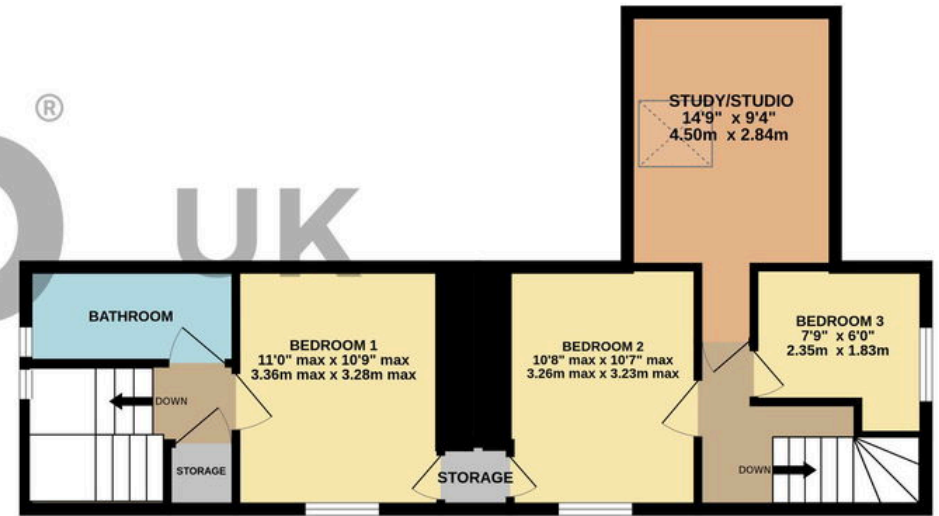 ®
UK
STUDY/STUDIO
14'9" x 9'4"
4.50m x 2.84m
BATHROOM
BEDROOM 1
11'0" max x 10'9" max
3.36m max x 3.28m max
BEDROOM 2
10'8" max x 10'7" max
3.26m max x 3.23m max
BEDROOM 3
7'9" x 6'0"
2.35m x 1.83m
DOWN
STORAGE
STORAGE
DOWN